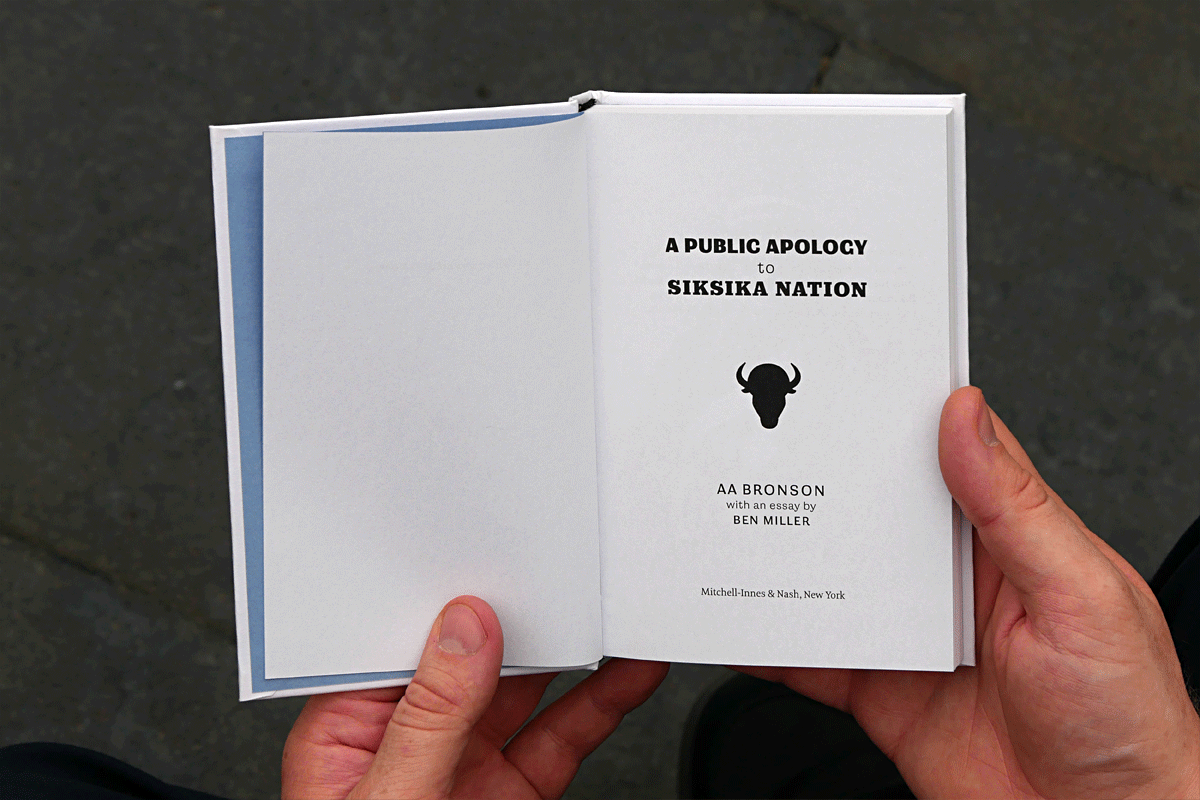 A PUBLIC APOLOGY
to
SIKSIKA NATION
AA BRONSON
with an essay by
BEN MILLER
Mitchell-Innes & Nash, New York